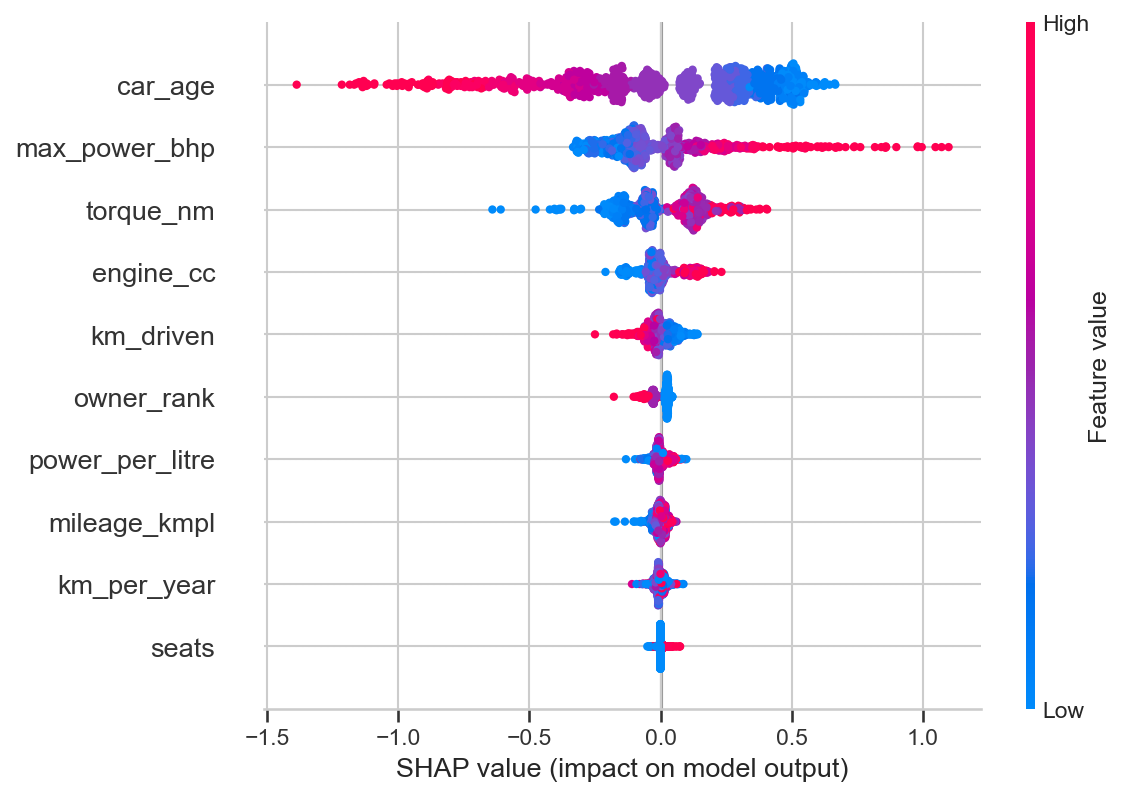 High
car_age
max_power_bhp
torque_nm
engine_cc
km_driven
owner_rank
power_per_litre
mileage_kmpl
km_per_year
seats
Feature value
Low
−1.5 −1.0 −0.5 0.0 0.5 1.0
SHAP value (impact on model output)